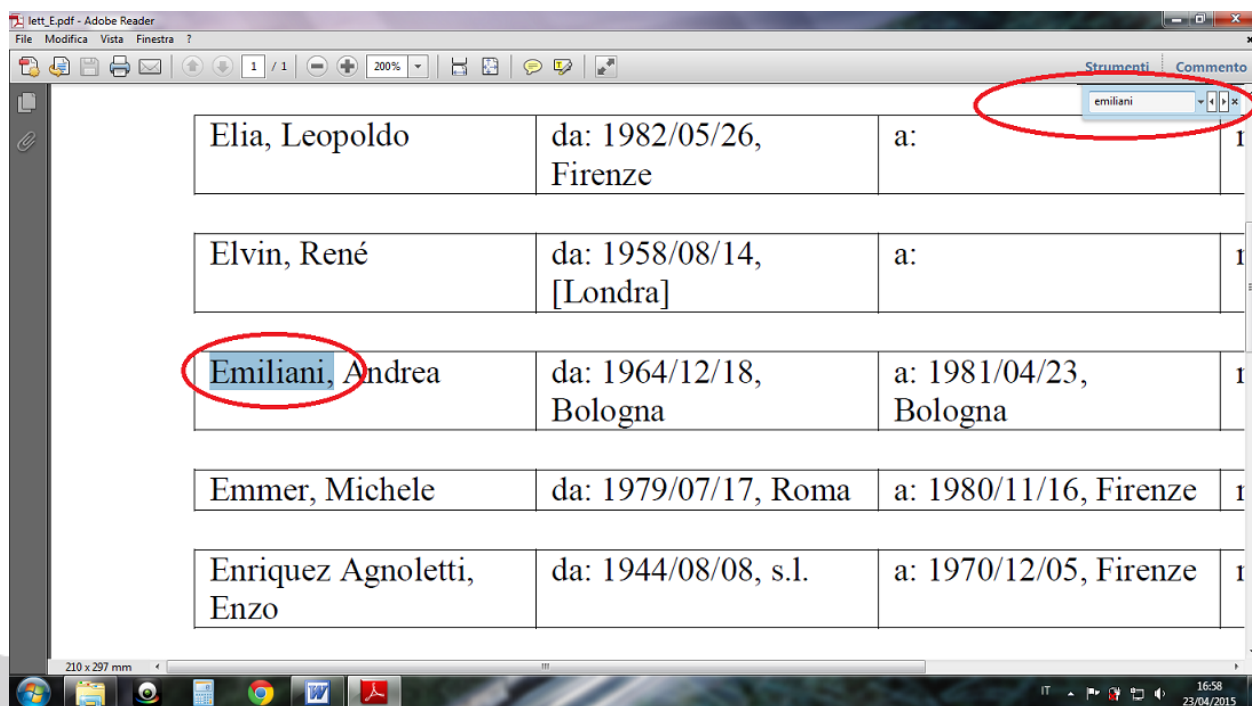 lett_E.pdf - Adobe Reader
File Modifica Vista Finestra ?
1 / 1 200% Strumenti Commento
emiliani
Elia, Leopoldo da: 1982/05/26, a:
Firenze
Elvin, René da: 1958/08/14, a:
[Londra]
Emiliani, Andrea da: 1964/12/18, a: 1981/04/23,
Bologna Bologna
Emmer, Michele da: 1979/07/17, Roma a: 1980/11/16, Firenze
Enriquez Agnoletti, da: 1944/08/08, s.l. a: 1970/12/05, Firenze
Enzo
210 x 297 mm
IT 16:58
23/04/2015